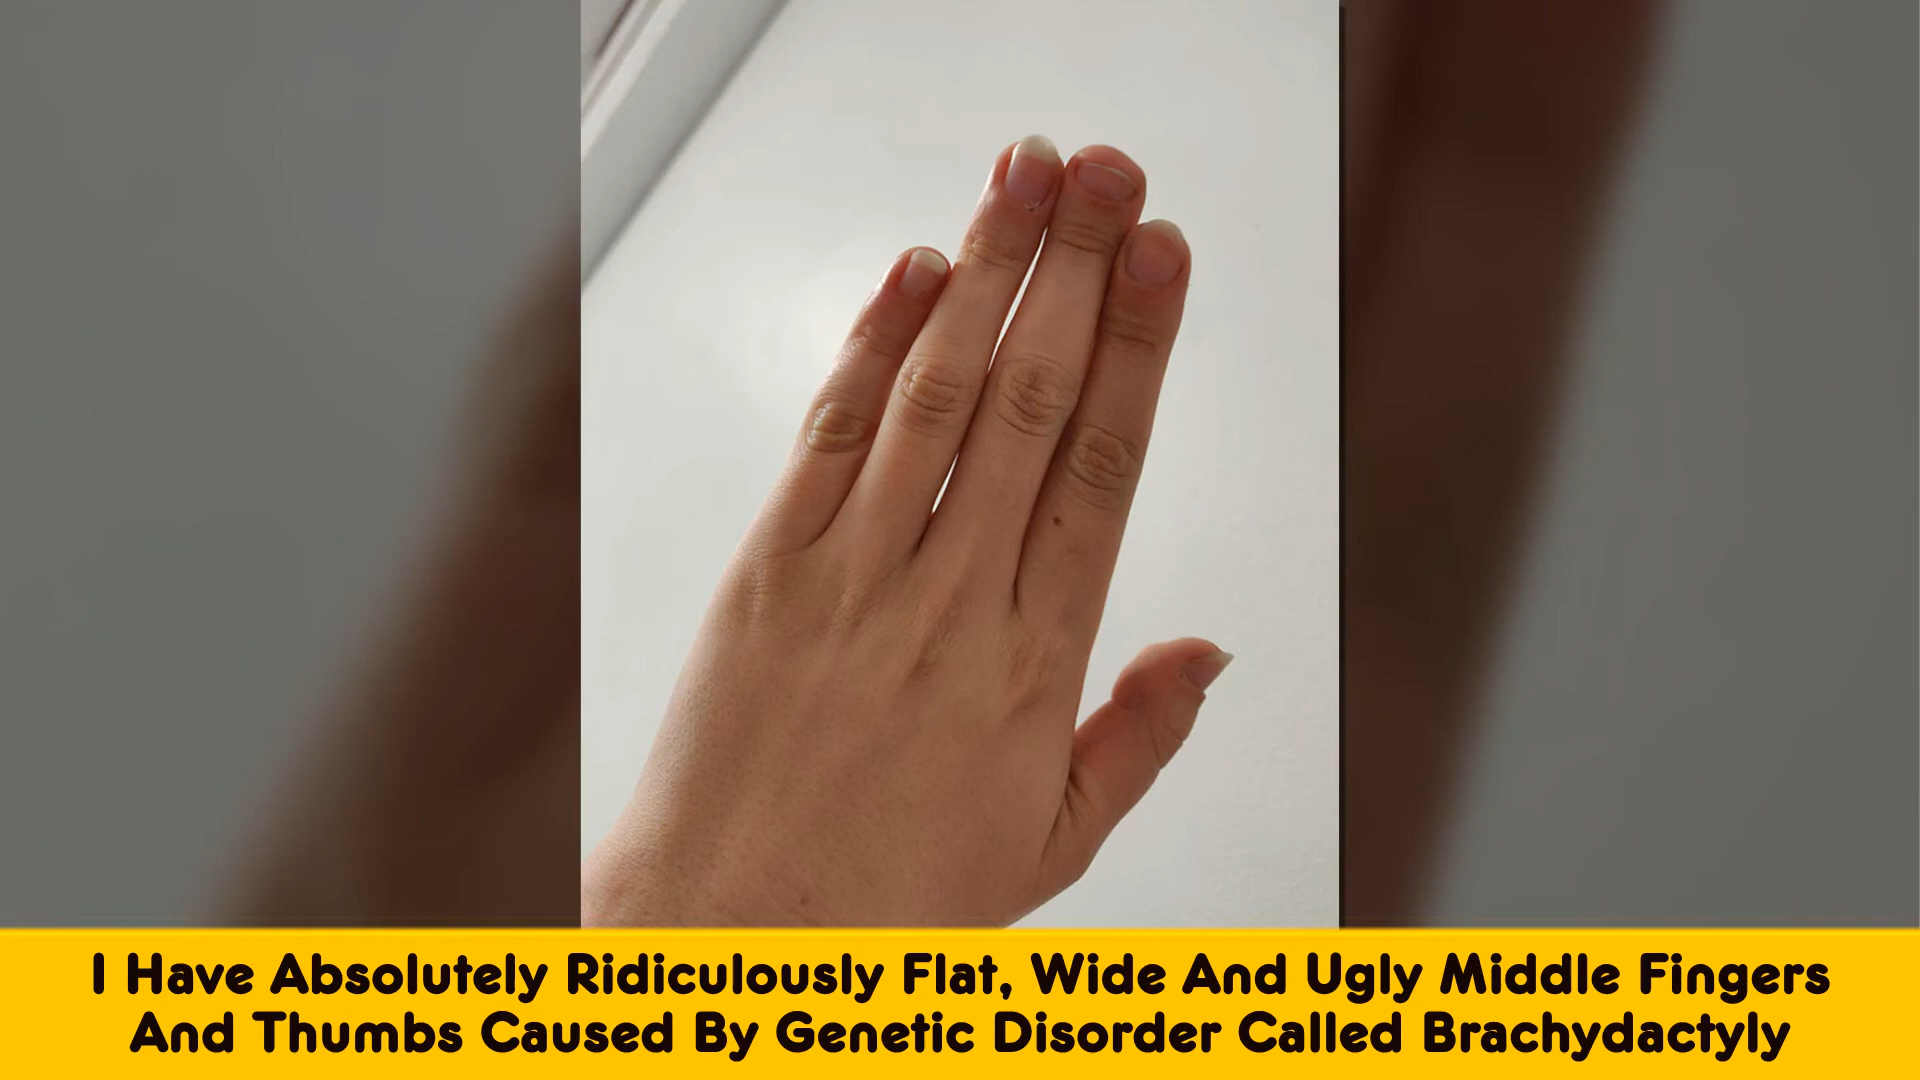 I Have Absolutely Ridiculously Flat, Wide And Ugly Middle Fingers
And Thumbs Caused By Genetic Disorder Called Brachydactyly